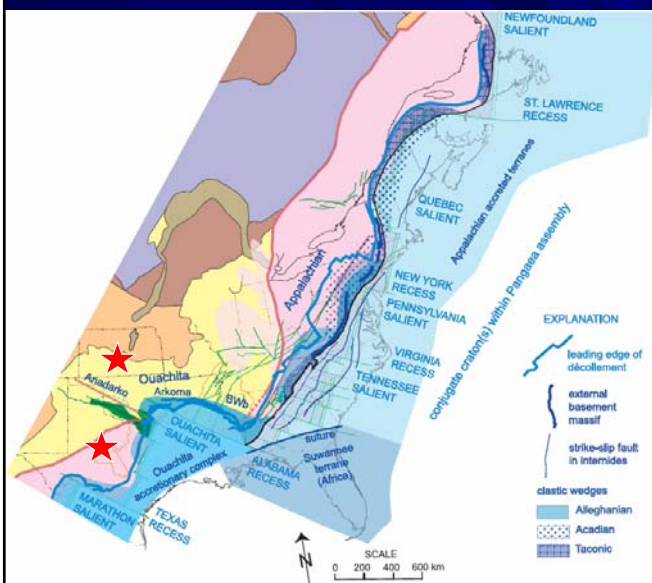 NEWFOUNDLAND
SALIENT
ST. LAWRENCE
RECESS
QUEBEC
SALIENT
Appalachian accreted terranes
Appalachian
NEW YORK
RECESS
PENNSYLVANIA
SALIENT
conjugate craton(s) within Pangaea assembly
VIRGINIA
RECESS
TENNESSEE
SALIENT
Anadarko
Ouachita
Arkoma
BWb
OUACHITA
SALIENT
Ouachita
accretionary complex
suture
Suwannee
terrane
(Africa)
ALABAMA
RECESS
MARATHON
SALIENT
TEXAS
RECESS
EXPLANATION
leading edge of
décollement
external
basement
massif
strike-slip fault
in internides
clastic wedges
Alleghanian
Acadian
Taconic
N
SCALE
0 200 400 600 km